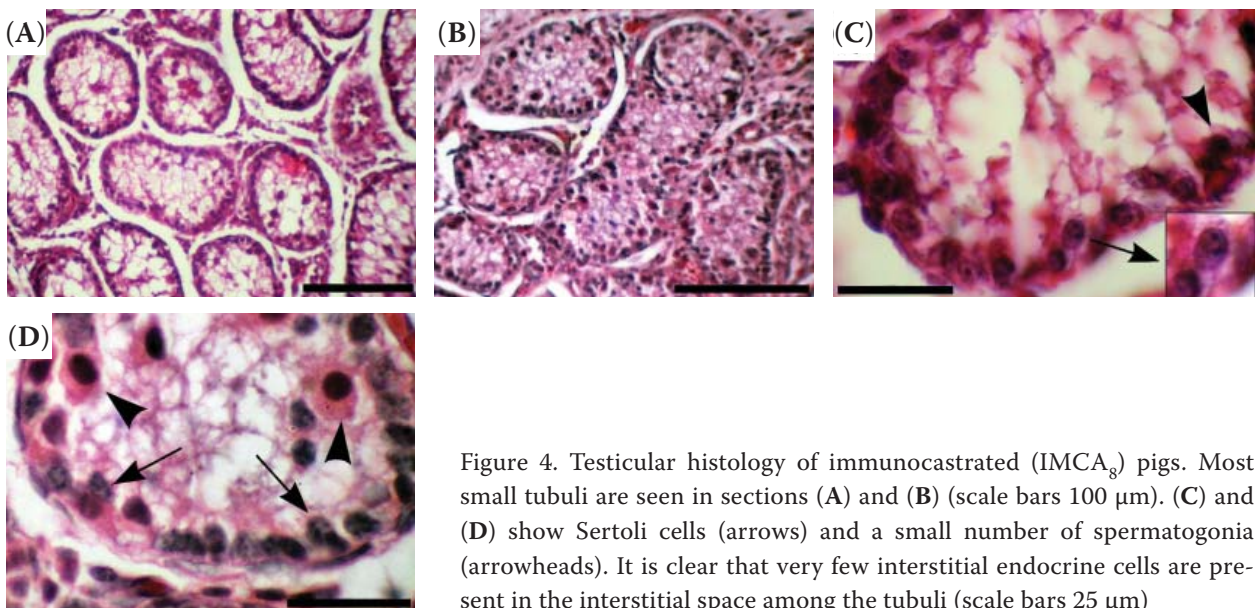 (A)
(B)
(C)
(D)
Figure 4. Testicular histology of immunocastrated (IMCA₈) pigs. Most
small tubuli are seen in sections (A) and (B) (scale bars 100 μm). (C) and
(D) show Sertoli cells (arrows) and a small number of spermatogonia
(arrowheads). It is clear that very few interstitial endocrine cells are pre-
sent in the interstitial space among the tubuli (scale bars 25 μm)